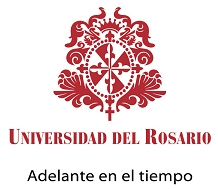 UNIVERSIDAD DEL ROSARIO
Adelante en el tiempo